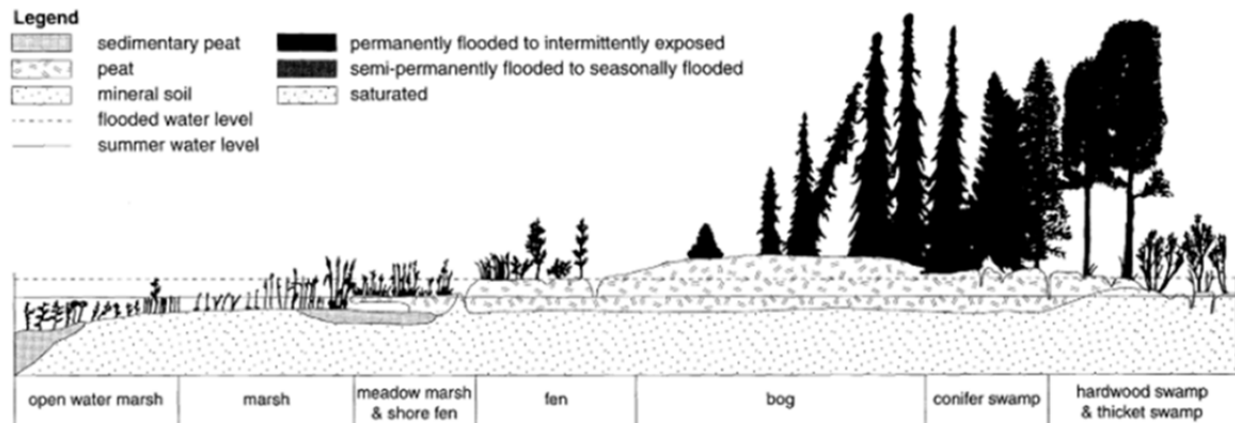 Legend
sedimentary peat
peat
mineral soil
flooded water level
summer water level
permanently flooded to intermittently exposed
semi-permanently flooded to seasonally flooded
saturated
open water marsh
marsh
meadow marsh
& shore fen
fen
bog
conifer swamp
hardwood swamp
& thicket swamp